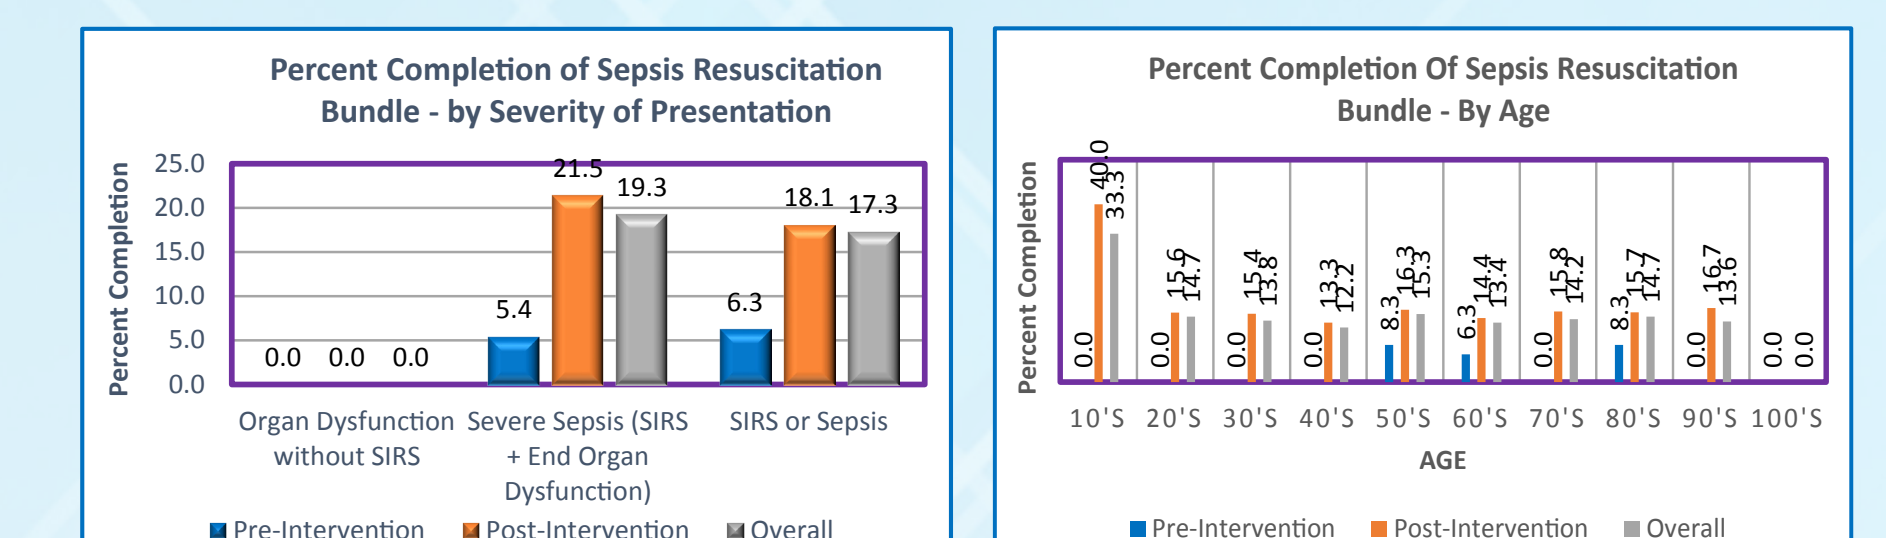 Percent Completion of Sepsis Resuscitation
Bundle - by Severity of Presentation
Percent Completion
25.0
20.0
15.0
10.0
5.0
0.0
0.0 0.0 0.0
5.4 21.5 19.3
6.3 18.1 17.3
Organ Dysfunction
without SIRS
Severe Sepsis (SIRS
+ End Organ
Dysfunction)
SIRS or Sepsis
Pre-Intervention Post-Intervention Overall
Percent Completion Of Sepsis Resuscitation
Bundle - By Age
Percent Completion
0.0 40.0 33.3
0.0 15.6 14.7
0.0 15.4 13.8
0.0 13.3 12.2
8.3 16.3 15.3
6.3 14.4 13.4
0.0 15.8 14.2
8.3 15.7 14.7
0.0 16.7 13.6
0.0 0.0
10'S 20'S 30'S 40'S 50'S 60'S 70'S 80'S 90'S 100'S
AGE
Pre-Intervention Post-Intervention Overall